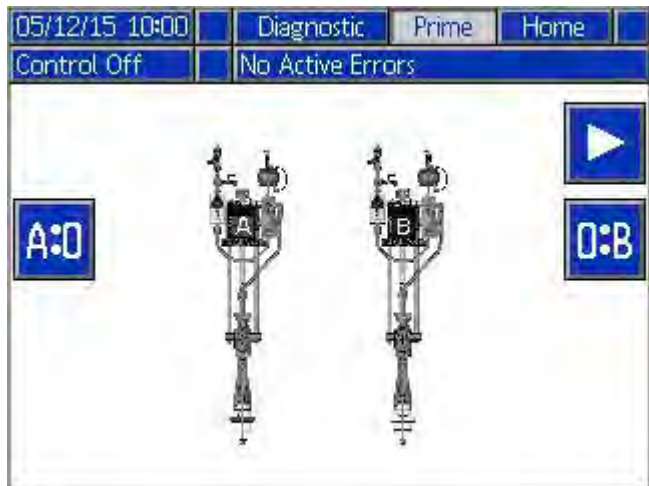 05/12/15 10:00 Diagnostic Prime Home
Control Off No Active Errors
A B
A:0 0:B